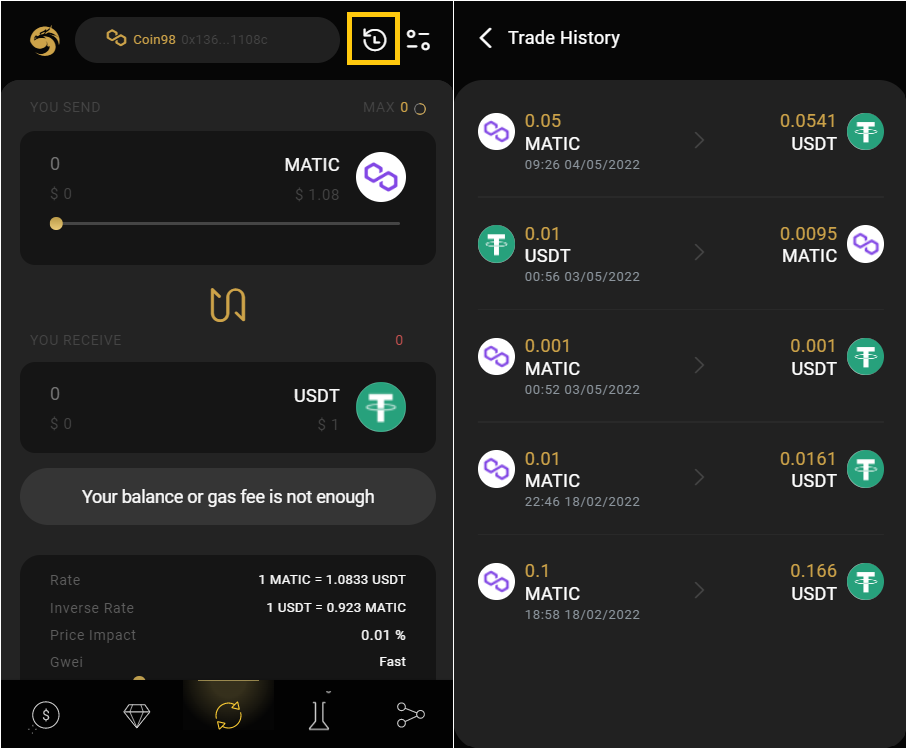 Coin98 0x136...1108c
YOU SEND MAX 0
0 MATIC
$ 0 $ 1.08
YOU RECEIVE 0
0 USDT
$ 0 $ 1
Your balance or gas fee is not enough
Rate 1 MATIC = 1.0833 USDT
Inverse Rate 1 USDT = 0.923 MATIC
Price Impact 0.01 %
Gwei Fast
$
Trade History
0.05 0.0541
MATIC USDT
09:26 04/05/2022
0.01 0.0095
USDT MATIC
00:56 03/05/2022
0.001 0.001
MATIC USDT
00:52 03/05/2022
0.01 0.0161
MATIC USDT
22:46 18/02/2022
0.1 0.166
MATIC USDT
18:58 18/02/2022